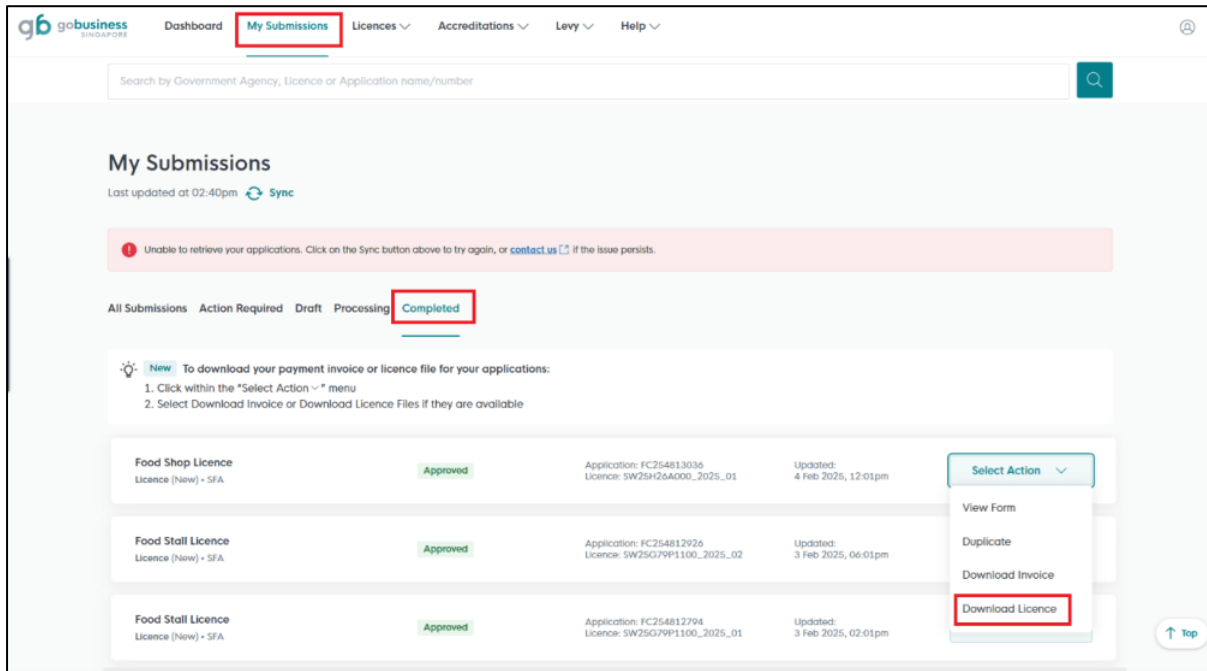 gb gobusiness
SINGAPORE
Dashboard My Submissions Licences Accreditations Levy Help
Search by Government Agency, Licence or Application name/number
My Submissions
Last updated at 02:40pm Sync
Unable to retrieve your applications. Click on the Sync button above to try again, or contact us if the issue persists.
All Submissions Action Required Draft Processing Completed
New To download your payment invoice or licence file for your applications:
1. Click within the "Select Action " menu
2. Select Download Invoice or Download Licence Files if they are available
Food Shop Licence
Licence (New) • SFA
Approved
Application: FC254813036
Licence: SW25H26A000_2025_01
Updated:
4 Feb 2025, 12:01pm
Select Action
View Form
Duplicate
Download Invoice
Download Licence
Food Stall Licence
Licence (New) • SFA
Approved
Application: FC254812926
Licence: SW25G79P1100_2025_02
Updated:
3 Feb 2025, 06:01pm
Food Stall Licence
Licence (New) • SFA
Approved
Application: FC254812794
Licence: SW25G79P1100_2025_01
Updated:
3 Feb 2025, 02:01pm
Top